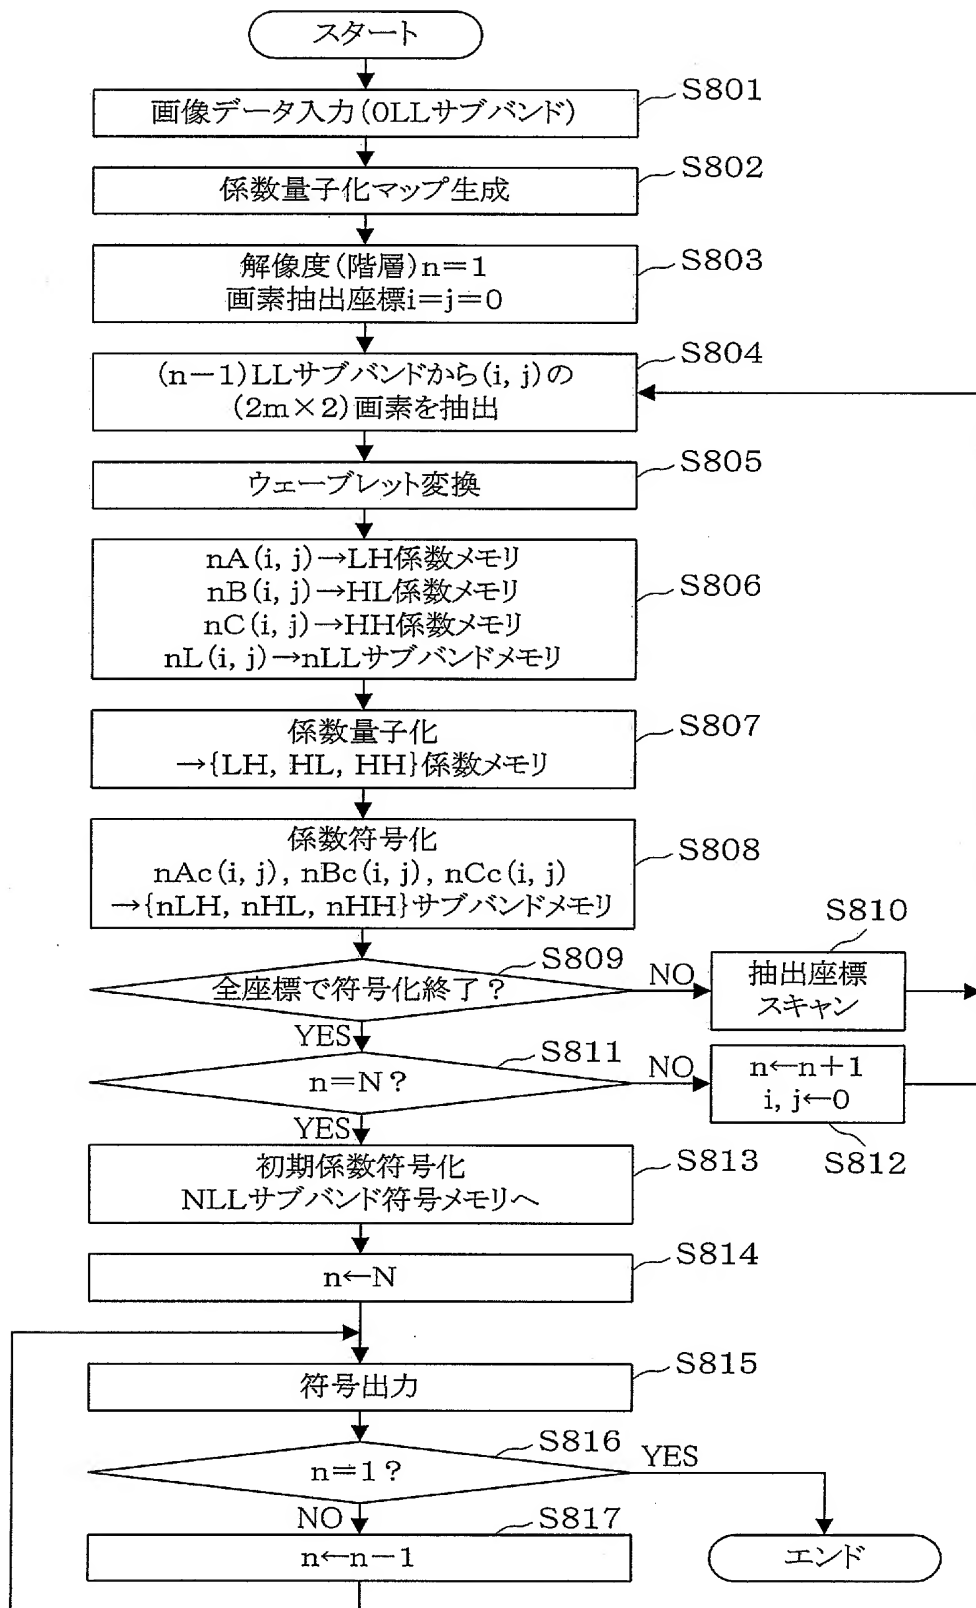 スタート
S801
画像データ入力(0LLサブバンド)
S802
係数量子化マップ生成
S803
解像度(階層)n=1
画素抽出座標i=j=0
S804
(n-1)LLサブバンドから(i, j)の
(2m×2)画素を抽出
S805
ウェーブレット変換
S806
nA(i, j)→LH係数メモリ
nB(i, j)→HL係数メモリ
nC(i, j)→HH係数メモリ
nL(i, j)→nLLサブバンドメモリ
S807
係数量子化
→{LH, HL, HH}係数メモリ
S808
係数符号化
nAc(i, j), nBc(i, j), nCc(i, j)
→{nLH, nHL, nHH}サブバンドメモリ
S809
全座標で符号化終了?
NO
S810
抽出座標
スキャン
YES
S811
n=N?
NO
n←n+1
i, j←0
S812
YES
S813
初期係数符号化
NLLサブバンド符号メモリへ
S814
n←N
S815
符号出力
S816
n=1?
YES
NO
S817
n←n-1
エンド